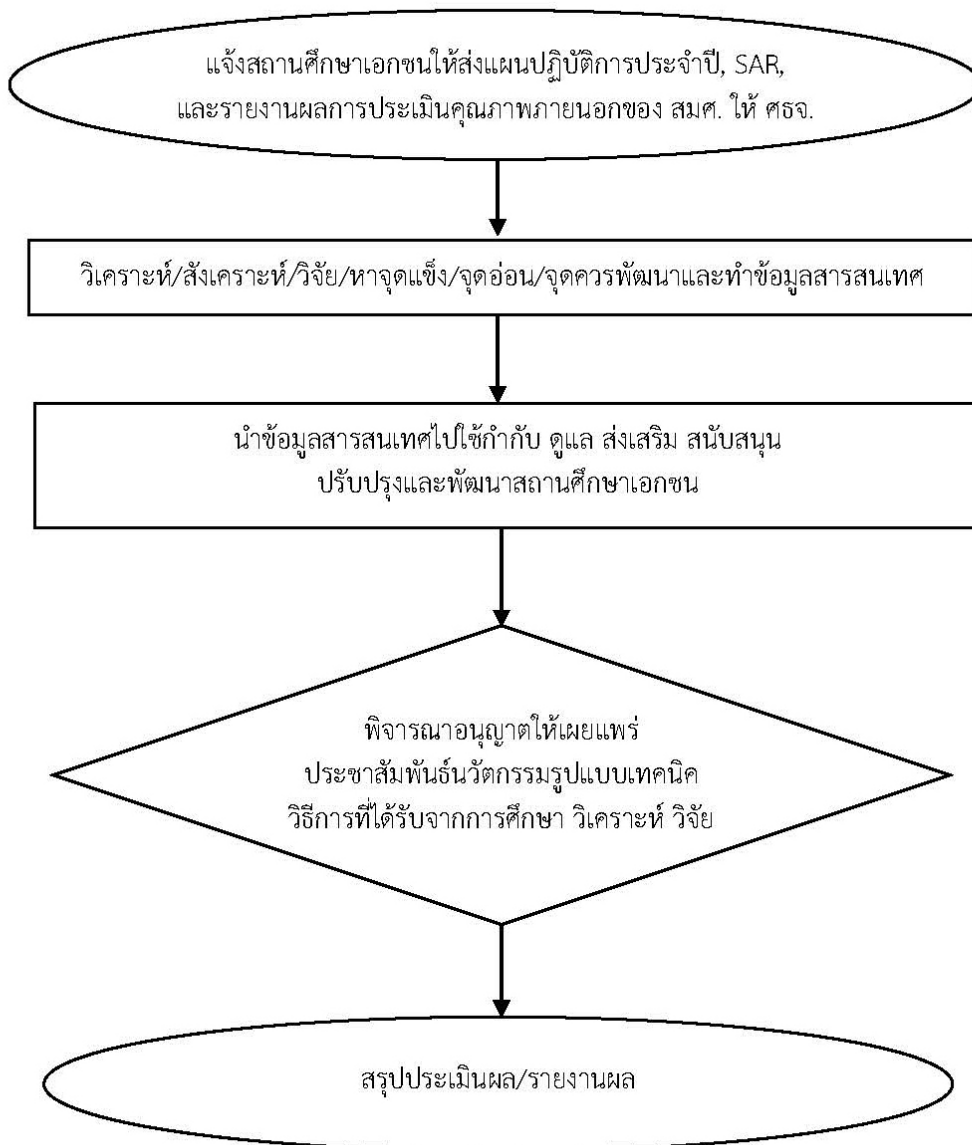 แจ้งสถานศึกษาเอกชนให้ส่งแผนปฏิบัติการประจำปี, SAR,
และรายงานผลการประเมินคุณภาพภายนอกของ สมศ. ให้ ศธจ.
วิเคราะห์/สังเคราะห์/วิจัย/หาจุดแข็ง/จุดอ่อน/จุดควรพัฒนาและทำข้อมูลสารสนเทศ
นำข้อมูลสารสนเทศไปใช้กำกับ ดูแล ส่งเสริม สนับสนุน
ปรับปรุงและพัฒนาสถานศึกษาเอกชน
พิจารณาอนุญาตให้เผยแพร่
ประชาสัมพันธ์นวัตกรรมรูปแบบเทคนิค
วิธีการที่ได้รับจากการศึกษา วิเคราะห์ วิจัย
สรุปประเมินผล/รายงานผล